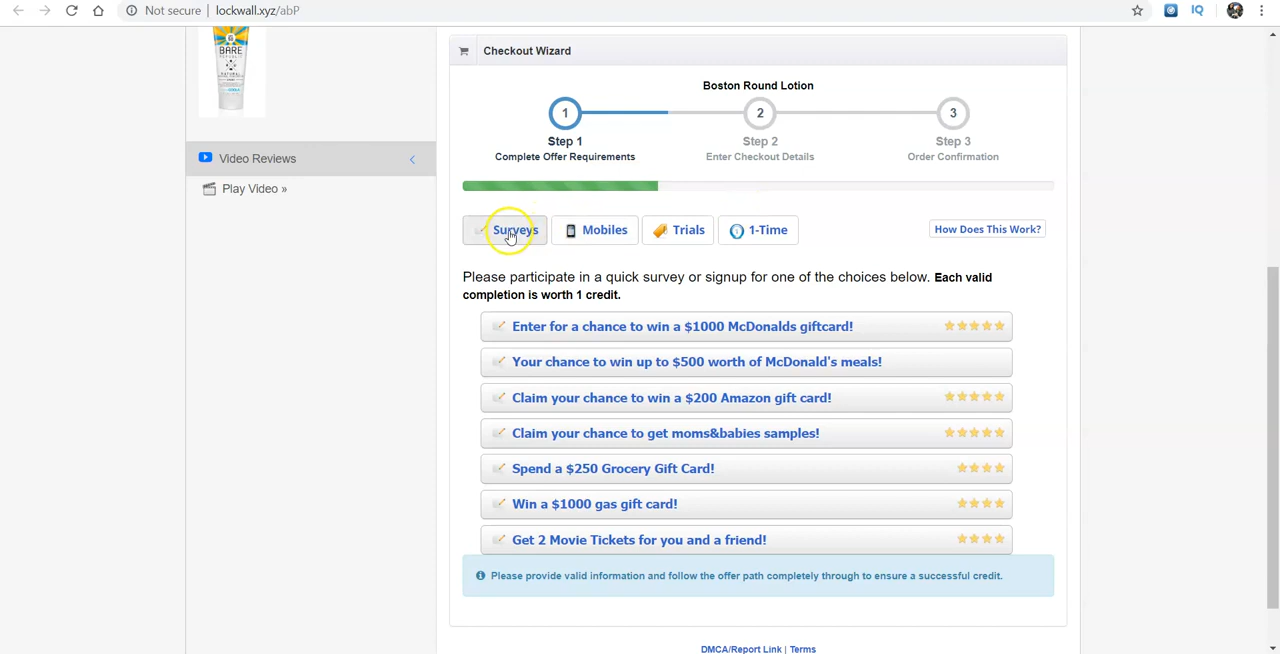 Not secure | lockwall.xyz/abP
IQ
BARE
REPUBLIC
NATURAL
Checkout Wizard
Boston Round Lotion
1
2
3
Step 1
Step 2
Step 3
Complete Offer Requirements
Enter Checkout Details
Order Confirmation
Video Reviews
Play Video »
Surveys
Mobiles
Trials
1-Time
How Does This Work?
Please participate in a quick survey or signup for one of the choices below. Each valid
completion is worth 1 credit.
Enter for a chance to win a $1000 McDonalds giftcard!
Your chance to win up to $500 worth of McDonald's meals!
Claim your chance to win a $200 Amazon gift card!
Claim your chance to get moms&babies samples!
Spend a $250 Grocery Gift Card!
Win a $1000 gas gift card!
Get 2 Movie Tickets for you and a friend!
Please provide valid information and follow the offer path completely through to ensure a successful credit.
DMCA/Report Link | Terms